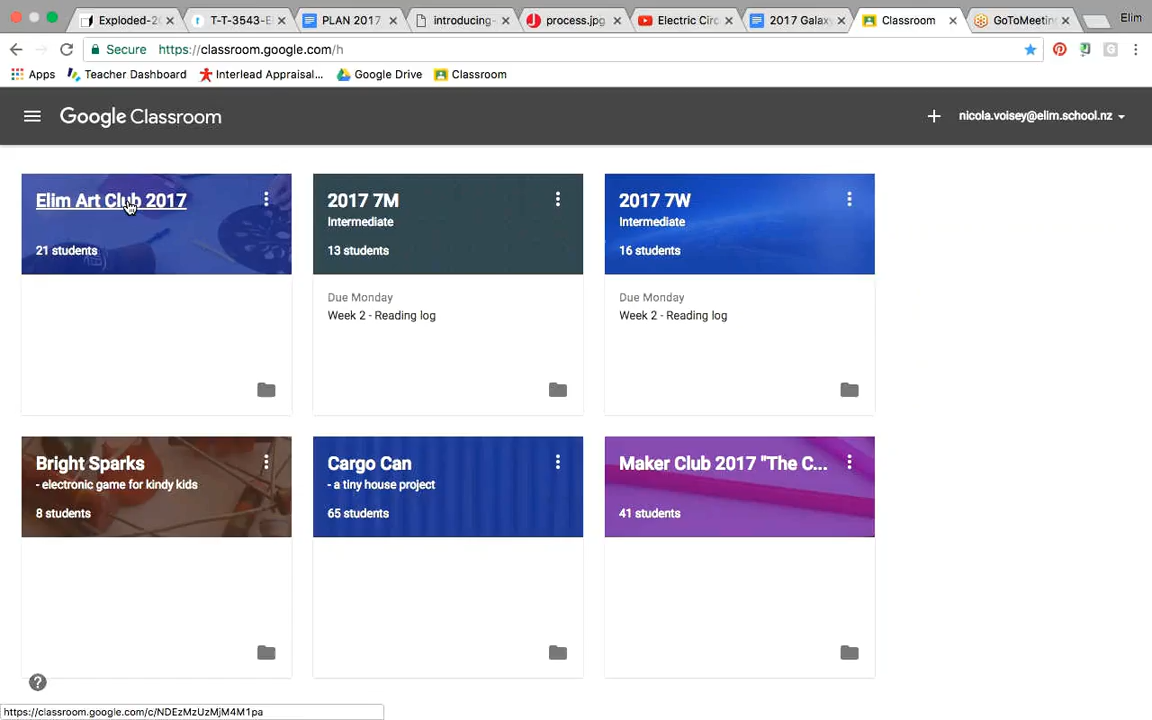 Exploded-2
T-T-3543-E
PLAN 2017
introducing-
process.jpg
Electric Circ
2017 Galax
Classroom
GoToMeetin
Elim
Secure
https://classroom.google.com/h
Apps
Teacher Dashboard
Interlead Appraisal...
Google Drive
Classroom
Google Classroom
nicola.voisey@elim.school.nz
Elim Art Club 2017
21 students
2017 7M
Intermediate
13 students
Due Monday
Week 2 - Reading log
2017 7W
Intermediate
16 students
Due Monday
Week 2 - Reading log
Bright Sparks
- electronic game for kindy kids
8 students
Cargo Can
- a tiny house project
65 students
Maker Club 2017 "The C...
41 students
?
https://classroom.google.com/c/NDEzMzUzMjM4M1pa